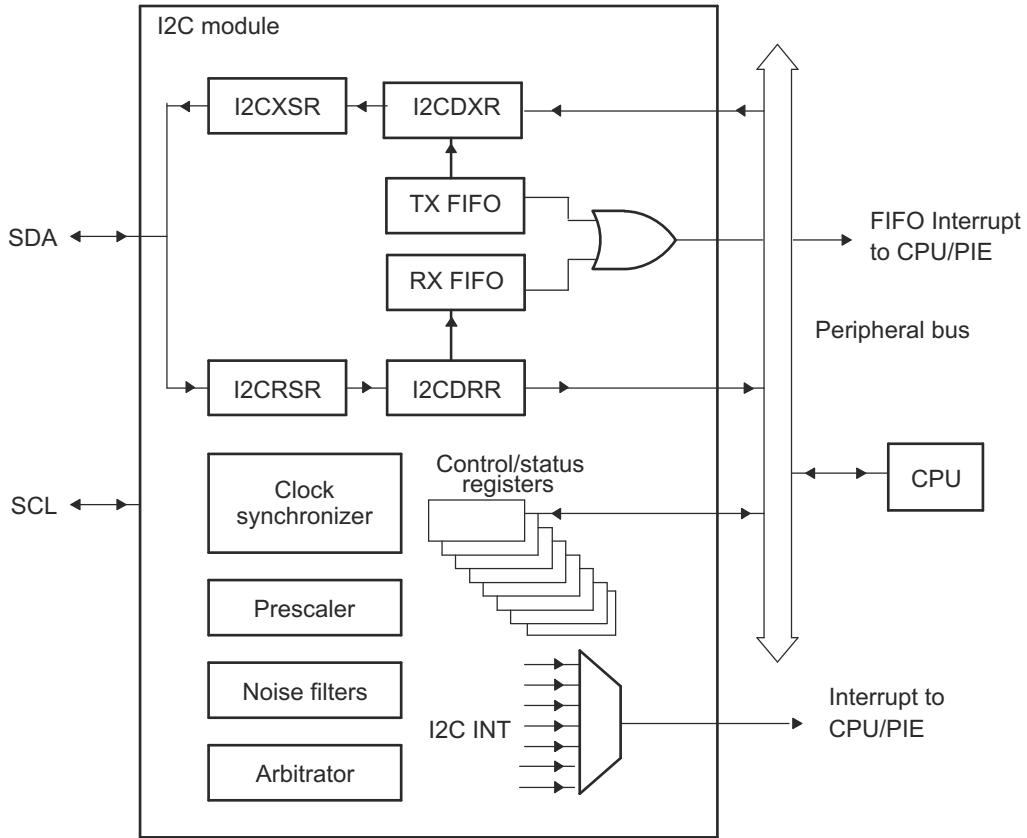 I2C module
I2CXSR
I2CDXR
TX FIFO
SDA
FIFO Interrupt
to CPU/PIE
RX FIFO
Peripheral bus
I2CRSR
I2CDRR
Control/status
registers
CPU
SCL
Clock
synchronizer
Prescaler
Noise filters
I2C INT
Interrupt to
CPU/PIE
Arbitrator